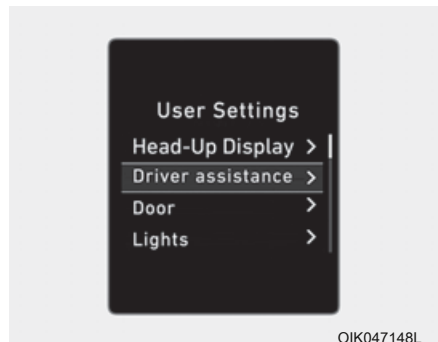 User Settings
Head-Up Display >
Driver assistance >
Door >
Lights >
OIK047148L